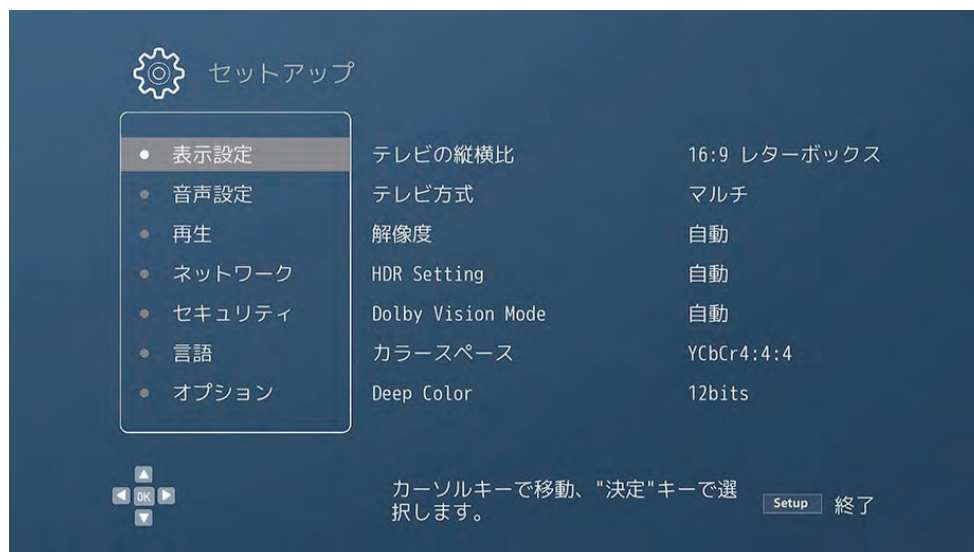 セットアップ
表示設定 テレビの縦横比 16:9 レターボックス
音声設定 テレビ方式 マルチ
再生 解像度 自動
ネットワーク HDR Setting 自動
セキュリティ Dolby Vision Mode 自動
言語 カラースペース YCbCr4:4:4
オプション Deep Color 12bits
OK
カーソルキーで移動、"決定"キーで選
択します。
Setup 終了